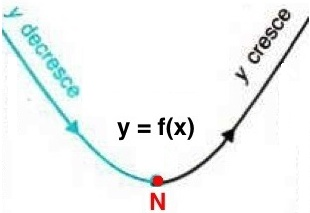 y decresce
y cresce
y = f(x)
N